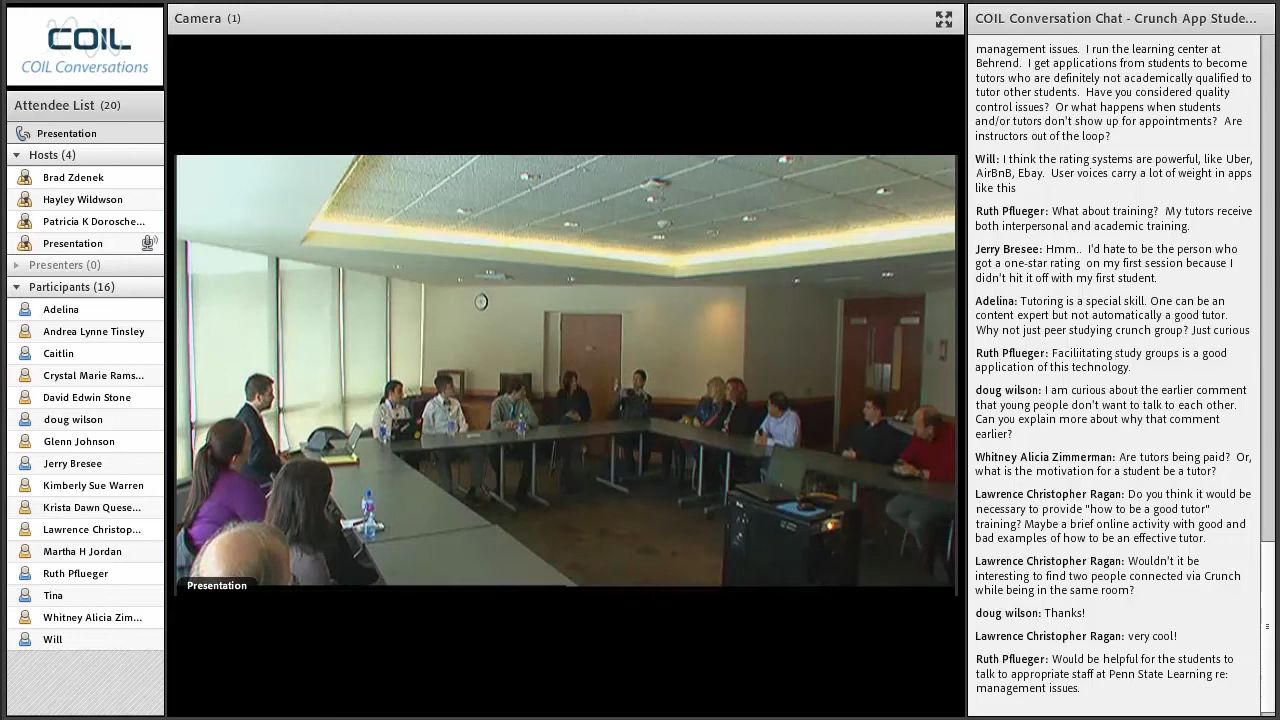 COIL
COIL Conversations
Attendee List (20)
Presentation
Hosts (4)
Brad Zdenek
Hayley Wildwson
Patricia K Dorosche...
Presentation
Presenters (0)
Participants (16)
Adelina
Andrea Lynne Tinsley
Caitlin
Crystal Marie Rams...
David Edwin Stone
doug wilson
Glenn Johnson
Jerry Bresee
Kimberly Sue Warren
Krista Dawn Quese...
Lawrence Christop...
Martha H Jordan
Ruth Pflueger
Tina
Whitney Alicia Zim...
Will
Camera (1)
Presentation
COIL Conversation Chat - Crunch App Stude...
management issues. I run the learning center at
Behrend. I get applications from students to become
tutors who are definitely not academically qualified to
tutor other students. Have you considered quality
control issues? Or what happens when students
and/or tutors don't show up for appointments? Are
instructors out of the loop?
Will: I think the rating systems are powerful, like Uber,
AirBnB, Ebay. User voices carry a lot of weight in apps
like this
Ruth Pflueger: What about training? My tutors receive
both interpersonal and academic training.
Jerry Bresee: Hmm.. I'd hate to be the person who
got a one-star rating on my first session because I
didn't hit it off with my first student.
Adelina: Tutoring is a special skill. One can be an
content expert but not automatically a good tutor.
Why not just peer studying crunch group? Just curious
Ruth Pflueger: Faciilitating study groups is a good
application of this technology.
doug wilson: I am curious about the earlier comment
that young people don't want to talk to each other.
Can you explain more about why that comment
earlier?
Whitney Alicia Zimmerman: Are tutors being paid? Or,
what is the motivation for a student be a tutor?
Lawrence Christopher Ragan: Do you think it would be
necessary to provide "how to be a good tutor"
training? Maybe a brief online activity with good and
bad examples of how to be an effective tutor.
Lawrence Christopher Ragan: Wouldn't it be
interesting to find two people connected via Crunch
while being in the same room?
doug wilson: Thanks!
Lawrence Christopher Ragan: very cool!
Ruth Pflueger: Would be helpful for the students to
talk to appropriate staff at Penn State Learning re:
management issues.